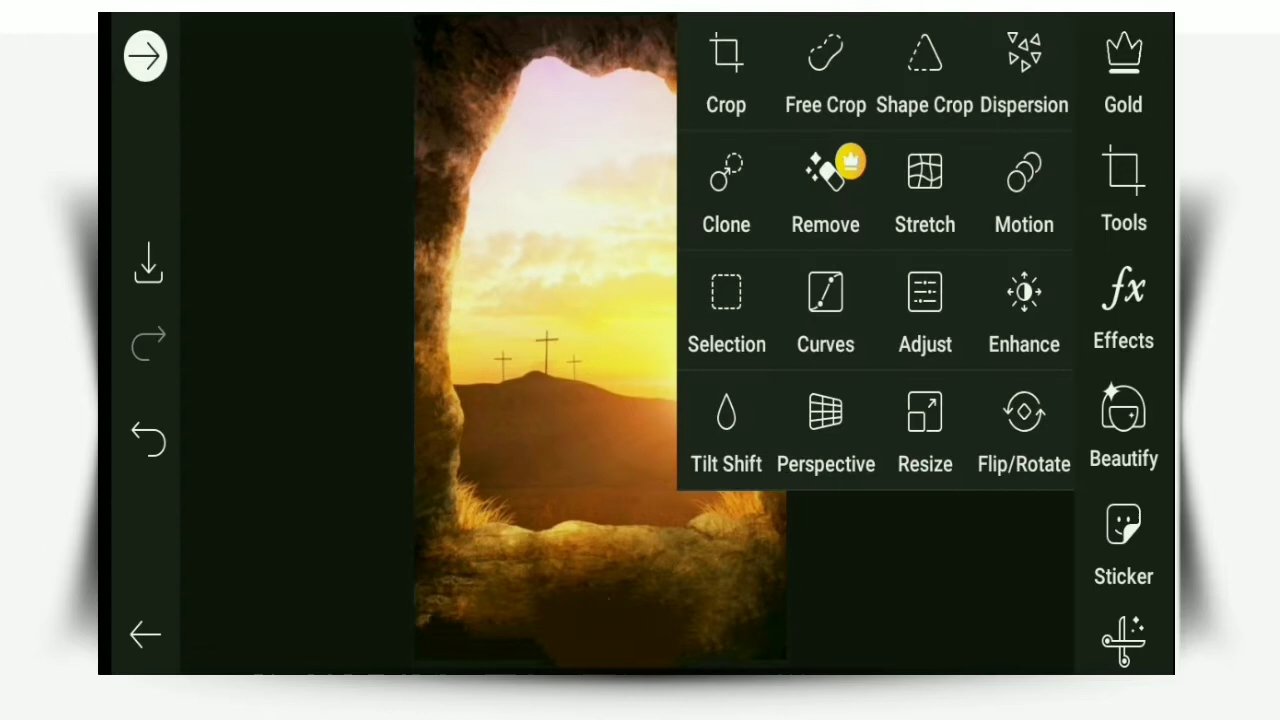 Crop Free Crop Shape Crop Dispersion Gold
Clone Remove Stretch Motion Tools
Selection Curves Adjust Enhance Effects
Tilt Shift Perspective Resize Flip/Rotate Beautify
Sticker